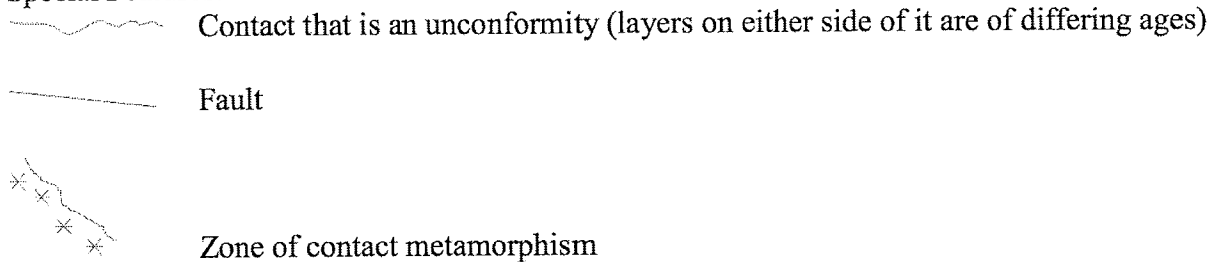 Contact that is an unconformity (layers on either side of it are of differing ages)
Fault
Zone of contact metamorphism